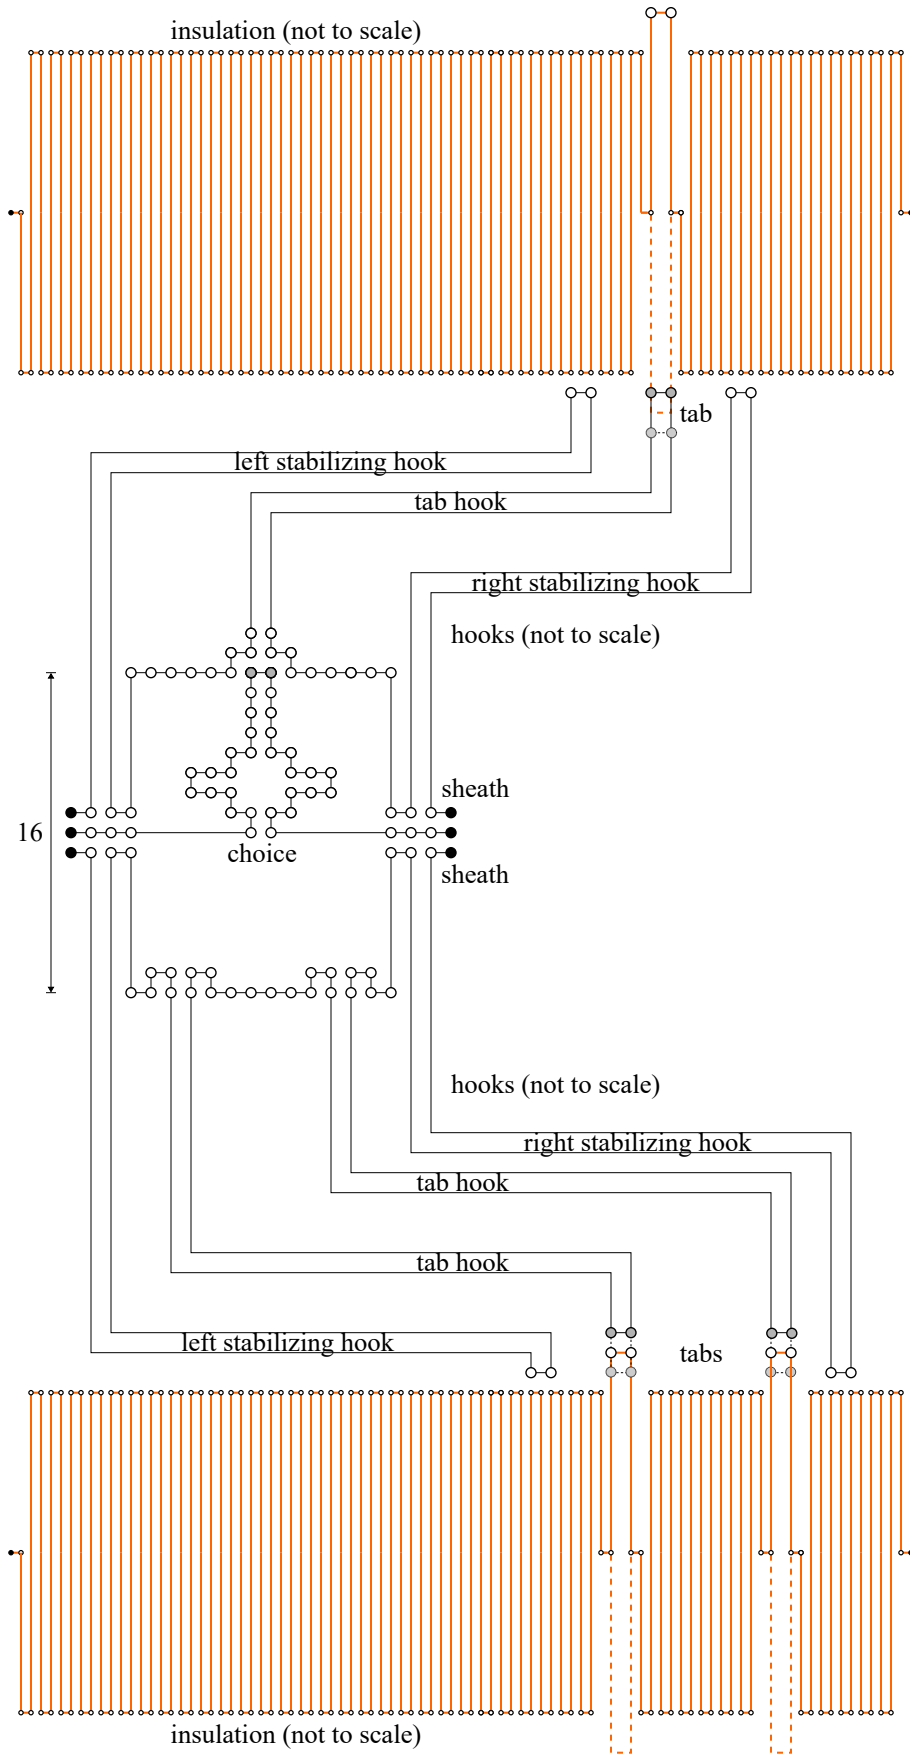 insulation (not to scale)
tab
left stabilizing hook
tab hook
right stabilizing hook
hooks (not to scale)
sheath
16
choice
sheath
hooks (not to scale)
right stabilizing hook
tab hook
tab hook
left stabilizing hook
tabs
insulation (not to scale)